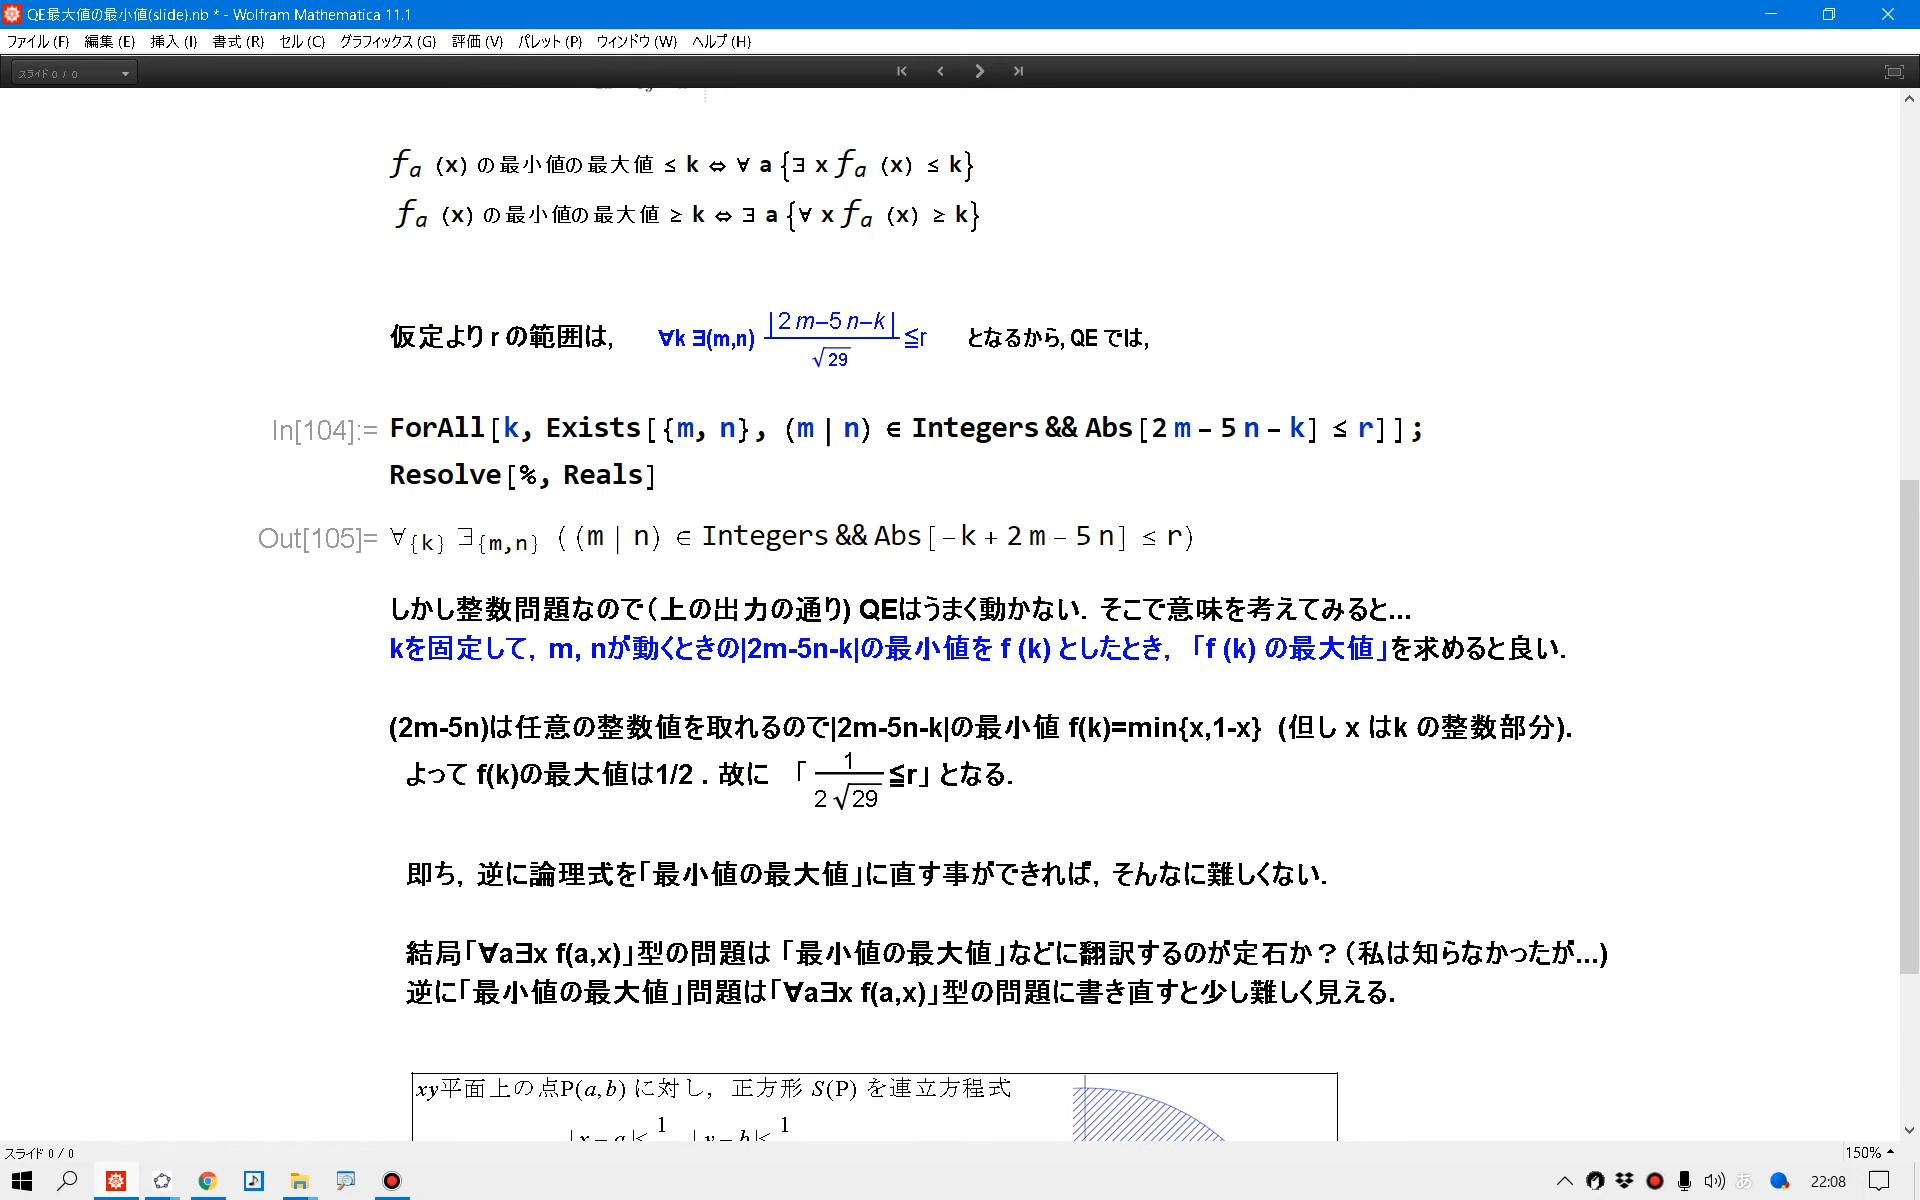 QE最大値の最小値(slide).nb * - Wolfram Mathematica 11.1
ファイル(F) 編集(E) 挿入(I) 書式(R) セル(C) グラフィックス(G) 評価(V) パレット(P) ウィンドウ(W) ヘルプ(H)
スライド 0 / 0
f_a (x) の最小値の最大値 ≤ k ⇔ ∀ a {∃ x f_a (x) ≤ k}
f_a (x) の最小値の最大値 ≥ k ⇔ ∃ a {∀ x f_a (x) ≥ k}
仮定より r の範囲は, ∀k ∃(m,n) |2m–5n–k| / √29 ≦r となるから, QE では,
In[104]:= ForAll[k, Exists[{m, n}, (m | n) ∈ Integers && Abs[2 m – 5 n – k] ≤ r]];
Resolve[%, Reals]
Out[105]= ∀{k} ∃{m,n} ((m | n) ∈ Integers && Abs[-k + 2 m – 5 n] ≤ r)
しかし整数問題なので(上の出力の通り) QEはうまく動かない. そこで意味を考えてみると...
kを固定して, m, nが動くときの|2m-5n-k|の最小値を f (k) としたとき, 「f (k) の最大値」を求めると良い.
(2m-5n)は任意の整数値を取れるので|2m-5n-k|の最小値 f(k)=min{x,1-x} (但し x はk の整数部分).
よって f(k)の最大値は1/2 . 故に 「 1 / 2√29 ≦r」 となる.
即ち, 逆に論理式を「最小値の最大値」に直す事ができれば, そんなに難しくない.
結局「∀a∃x f(a,x)」型の問題は 「最小値の最大値」などに翻訳するのが定石か？（私は知らなかったが...)
逆に「最小値の最大値」問題は「∀a∃x f(a,x)」型の問題に書き直すと少し難しく見える.
xy平面上の点P(a,b) に対し, 正方形 S(P) を連立方程式
スライド 0 / 0
150%
あ
22:08